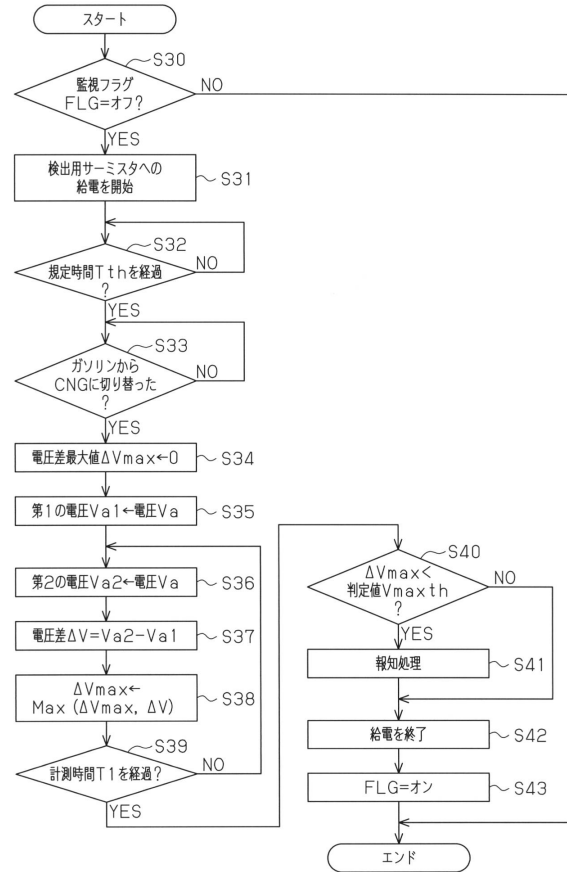 スタート
S30
監視フラグ
FLG=オフ?
NO
YES
検出用サーミスタへの
給電を開始
S31
S32
規定時間Tthを経過
?
NO
YES
S33
ガソリンから
CNGに切り替った
?
NO
YES
電圧差最大値ΔVmax←0
S34
第1の電圧Va1←電圧Va
S35
第2の電圧Va2←電圧Va
S36
電圧差ΔV=Va2−Va1
S37
ΔVmax←
Max(ΔVmax, ΔV)
S38
S39
計測時間T1を経過?
NO
YES
S40
ΔVmax<
判定値Vmaxth
?
NO
YES
報知処理
S41
給電を終了
S42
FLG=オン
S43
エンド